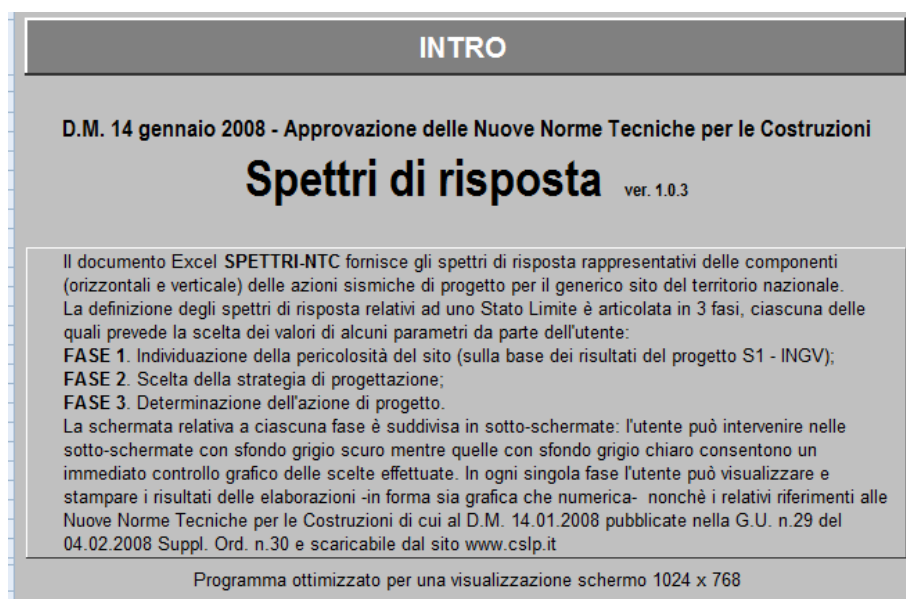 INTRO
D.M. 14 gennaio 2008 - Approvazione delle Nuove Norme Tecniche per le Costruzioni
Spettri di risposta ver. 1.0.3
Il documento Excel SPETTRI-NTC fornisce gli spettri di risposta rappresentativi delle componenti
(orizzontali e verticale) delle azioni sismiche di progetto per il generico sito del territorio nazionale.
La definizione degli spettri di risposta relativi ad uno Stato Limite è articolata in 3 fasi, ciascuna delle
quali prevede la scelta dei valori di alcuni parametri da parte dell'utente:
FASE 1. Individuazione della pericolosità del sito (sulla base dei risultati del progetto S1 - INGV);
FASE 2. Scelta della strategia di progettazione;
FASE 3. Determinazione dell'azione di progetto.
La schermata relativa a ciascuna fase è suddivisa in sotto-schermate: l'utente può intervenire nelle
sotto-schermate con sfondo grigio scuro mentre quelle con sfondo grigio chiaro consentono un
immediato controllo grafico delle scelte effettuate. In ogni singola fase l'utente può visualizzare e
stampare i risultati delle elaborazioni -in forma sia grafica che numerica- nonchè i relativi riferimenti alle
Nuove Norme Tecniche per le Costruzioni di cui al D.M. 14.01.2008 pubblicate nella G.U. n.29 del
04.02.2008 Suppl. Ord. n.30 e scaricabile dal sito www.cslp.it
Programma ottimizzato per una visualizzazione schermo 1024 x 768